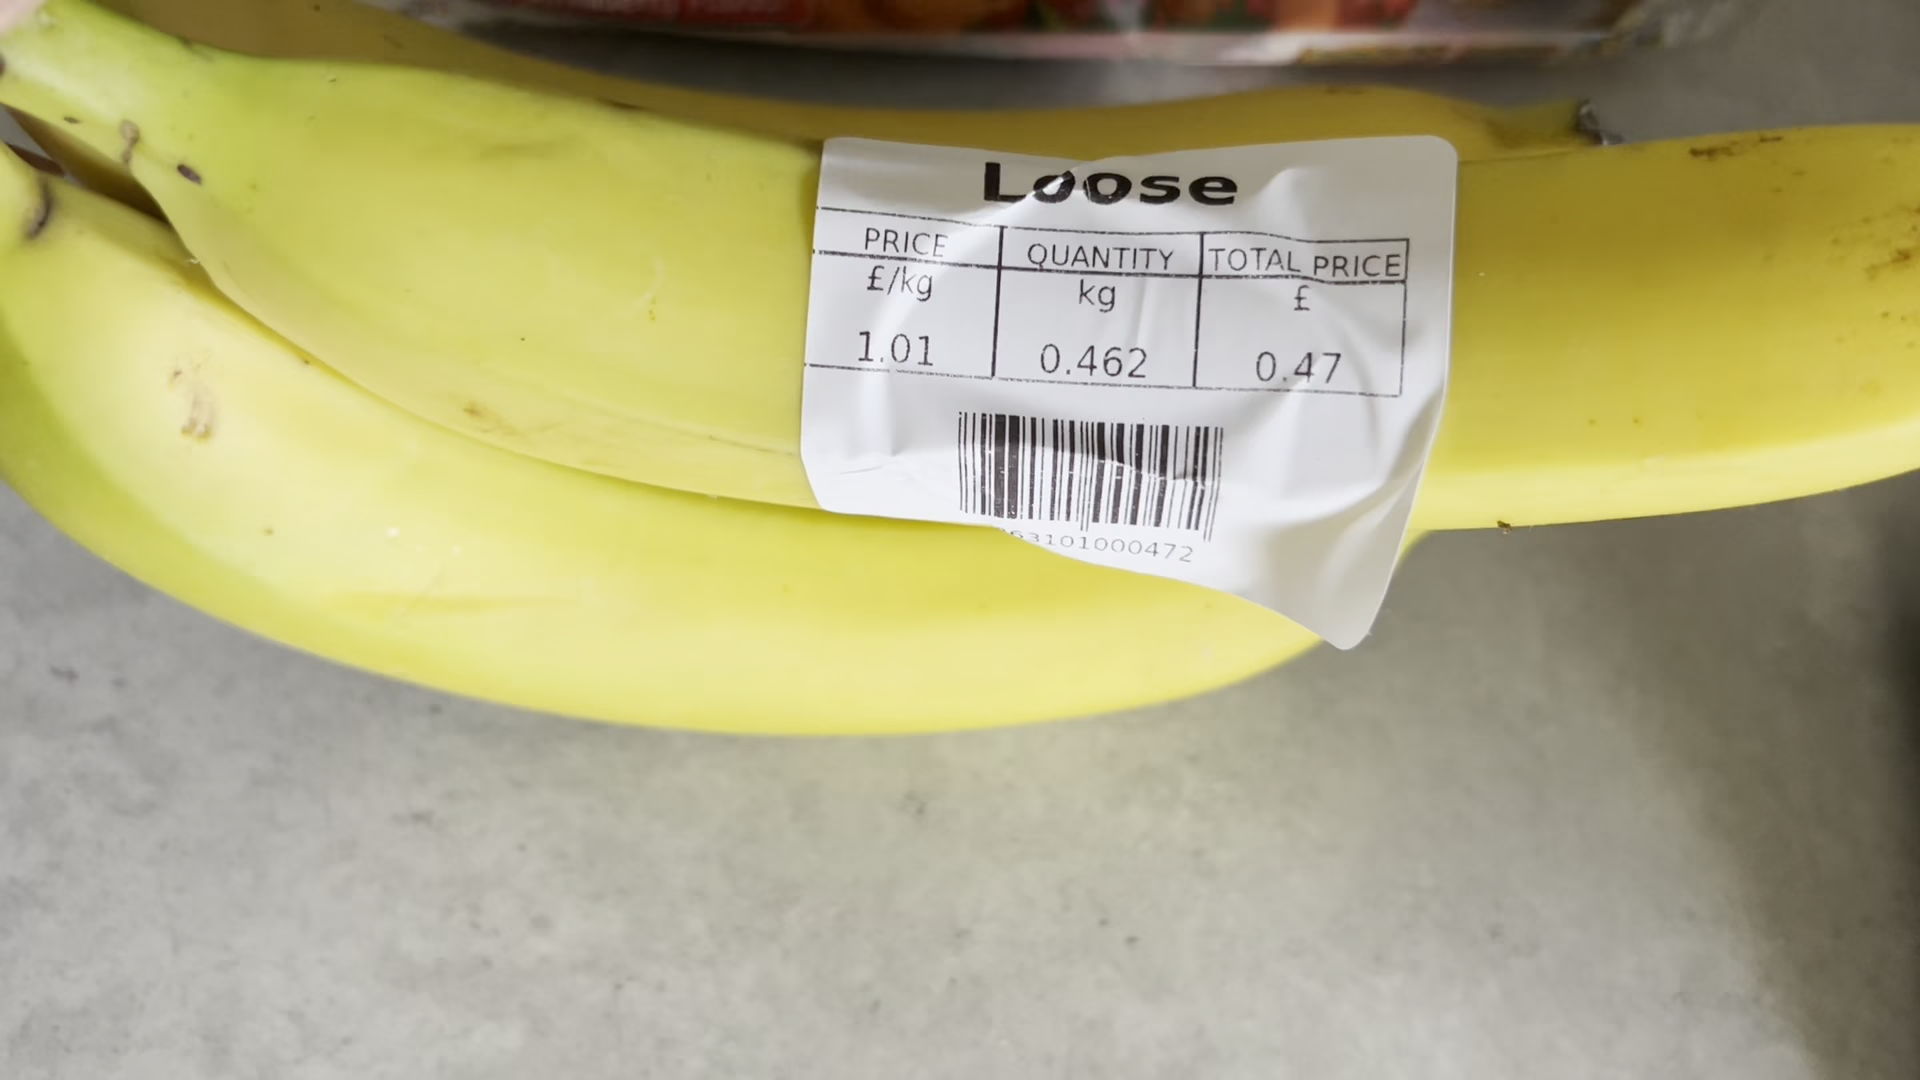 Loose
PRICE QUANTITY TOTAL PRICE
£/kg kg £
1.01 0.462 0.47
63101000472